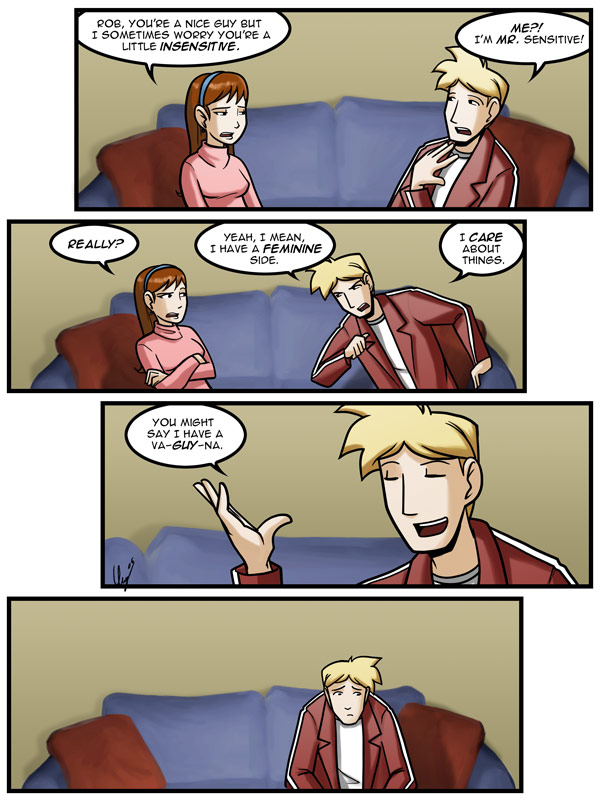 ROB, YOU'RE A NICE GUY BUT
I SOMETIMES WORRY YOU'RE A
LITTLE INSENSITIVE.
ME?!
I'M MR. SENSITIVE!
REALLY?
YEAH, I MEAN,
I HAVE A FEMININE
SIDE.
I CARE
ABOUT
THINGS.
YOU MIGHT
SAY I HAVE A
VA-GUY-NA.